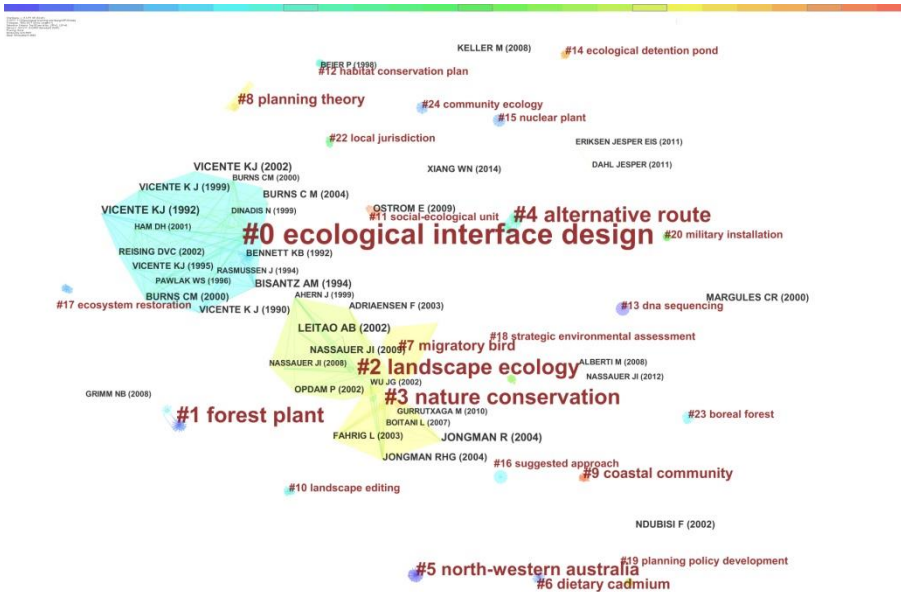 KELLER M (2008)
#14 ecological detention pond
BEIER P (1998)
#12 habitat conservation plan
#8 planning theory
#24 community ecology
#15 nuclear plant
#22 local jurisdiction
ERIKSEN JESPER EIS (2011)
VICENTE KJ (2002)
XIANG WN (2014)
DAHL JESPER (2011)
BURNS CM (2000)
VICENTE K J (1999)
BURNS C M (2004)
VICENTE KJ (1992)
DINADIS N (1999)
OSTROM E (2009)
#11 social-ecological unit
#4 alternative route
HAM DH (2001)
#0 ecological interface design
#20 military installation
REISING DVC (2002)
BENNETT KB (1992)
VICENTE KJ (1995)
RASMUSSEN J (1994)
PAWLAK WS (1996)
BISANTZ AM (1994)
BURNS CM (2000)
AHERN J (1999)
MARGULES CR (2000)
#17 ecosystem restoration
VICENTE K J (1990)
ADRIAENSEN F (2003)
#13 dna sequencing
LEITAO AB (2002)
#18 strategic environmental assessment
#7 migratory bird
NASSAUER JI (2009)
NASSAUER JI (2008)
#2 landscape ecology
ALBERTI M (2008)
NASSAUER JI (2012)
WU JG (2002)
OPDAM P (2002)
#3 nature conservation
GRIMM NB (2008)
#1 forest plant
GURRUTXAGA M (2010)
#23 boreal forest
BOITANI L (2007)
FAHRIG L (2003)
JONGMAN R (2004)
JONGMAN RHG (2004)
#16 suggested approach
#9 coastal community
#10 landscape editing
NDUBISI F (2002)
#19 planning policy development
#5 north-western australia
#6 dietary cadmium